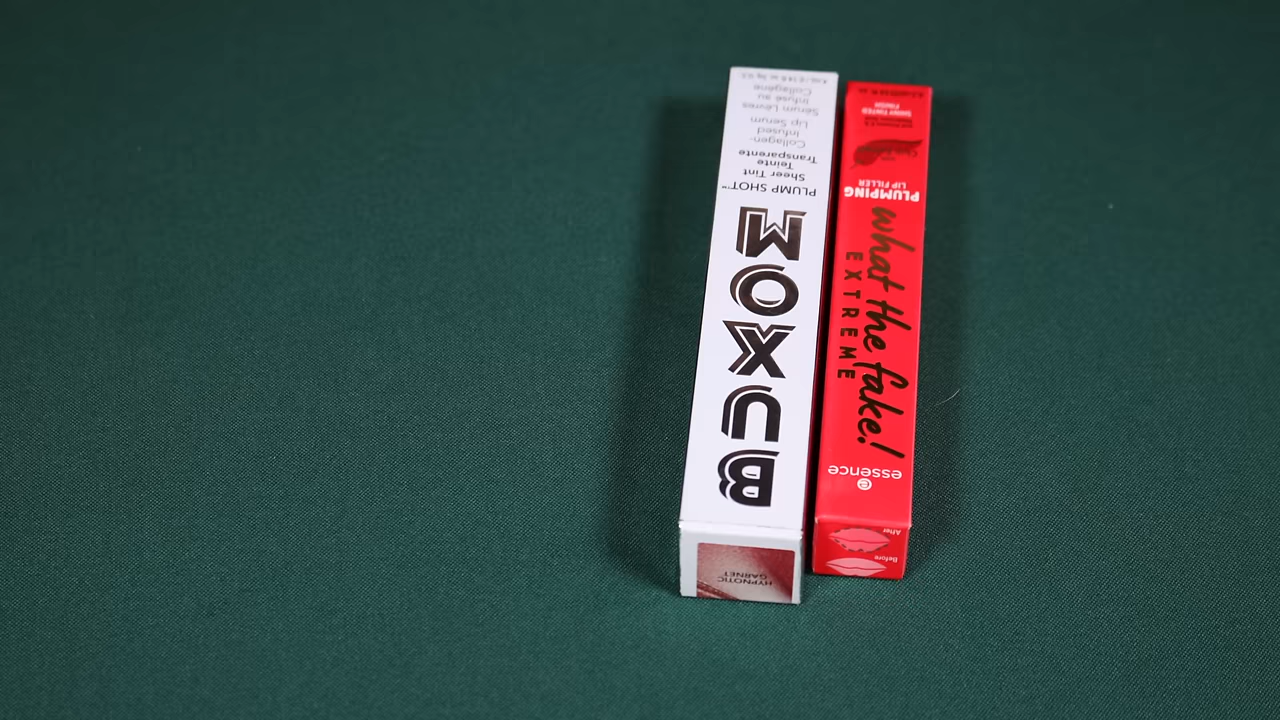 BUXOM
PLUMP SHOT™
Sheer Tint
Teinte
Transparente
Collagen-
Infused
Lip Serum
Sérum Lèvres
Infusé au
Collagène
HYPNOTIC
GARNET
essence
what the fake!
EXTREME
PLUMPING
LIP FILLER
Before
After